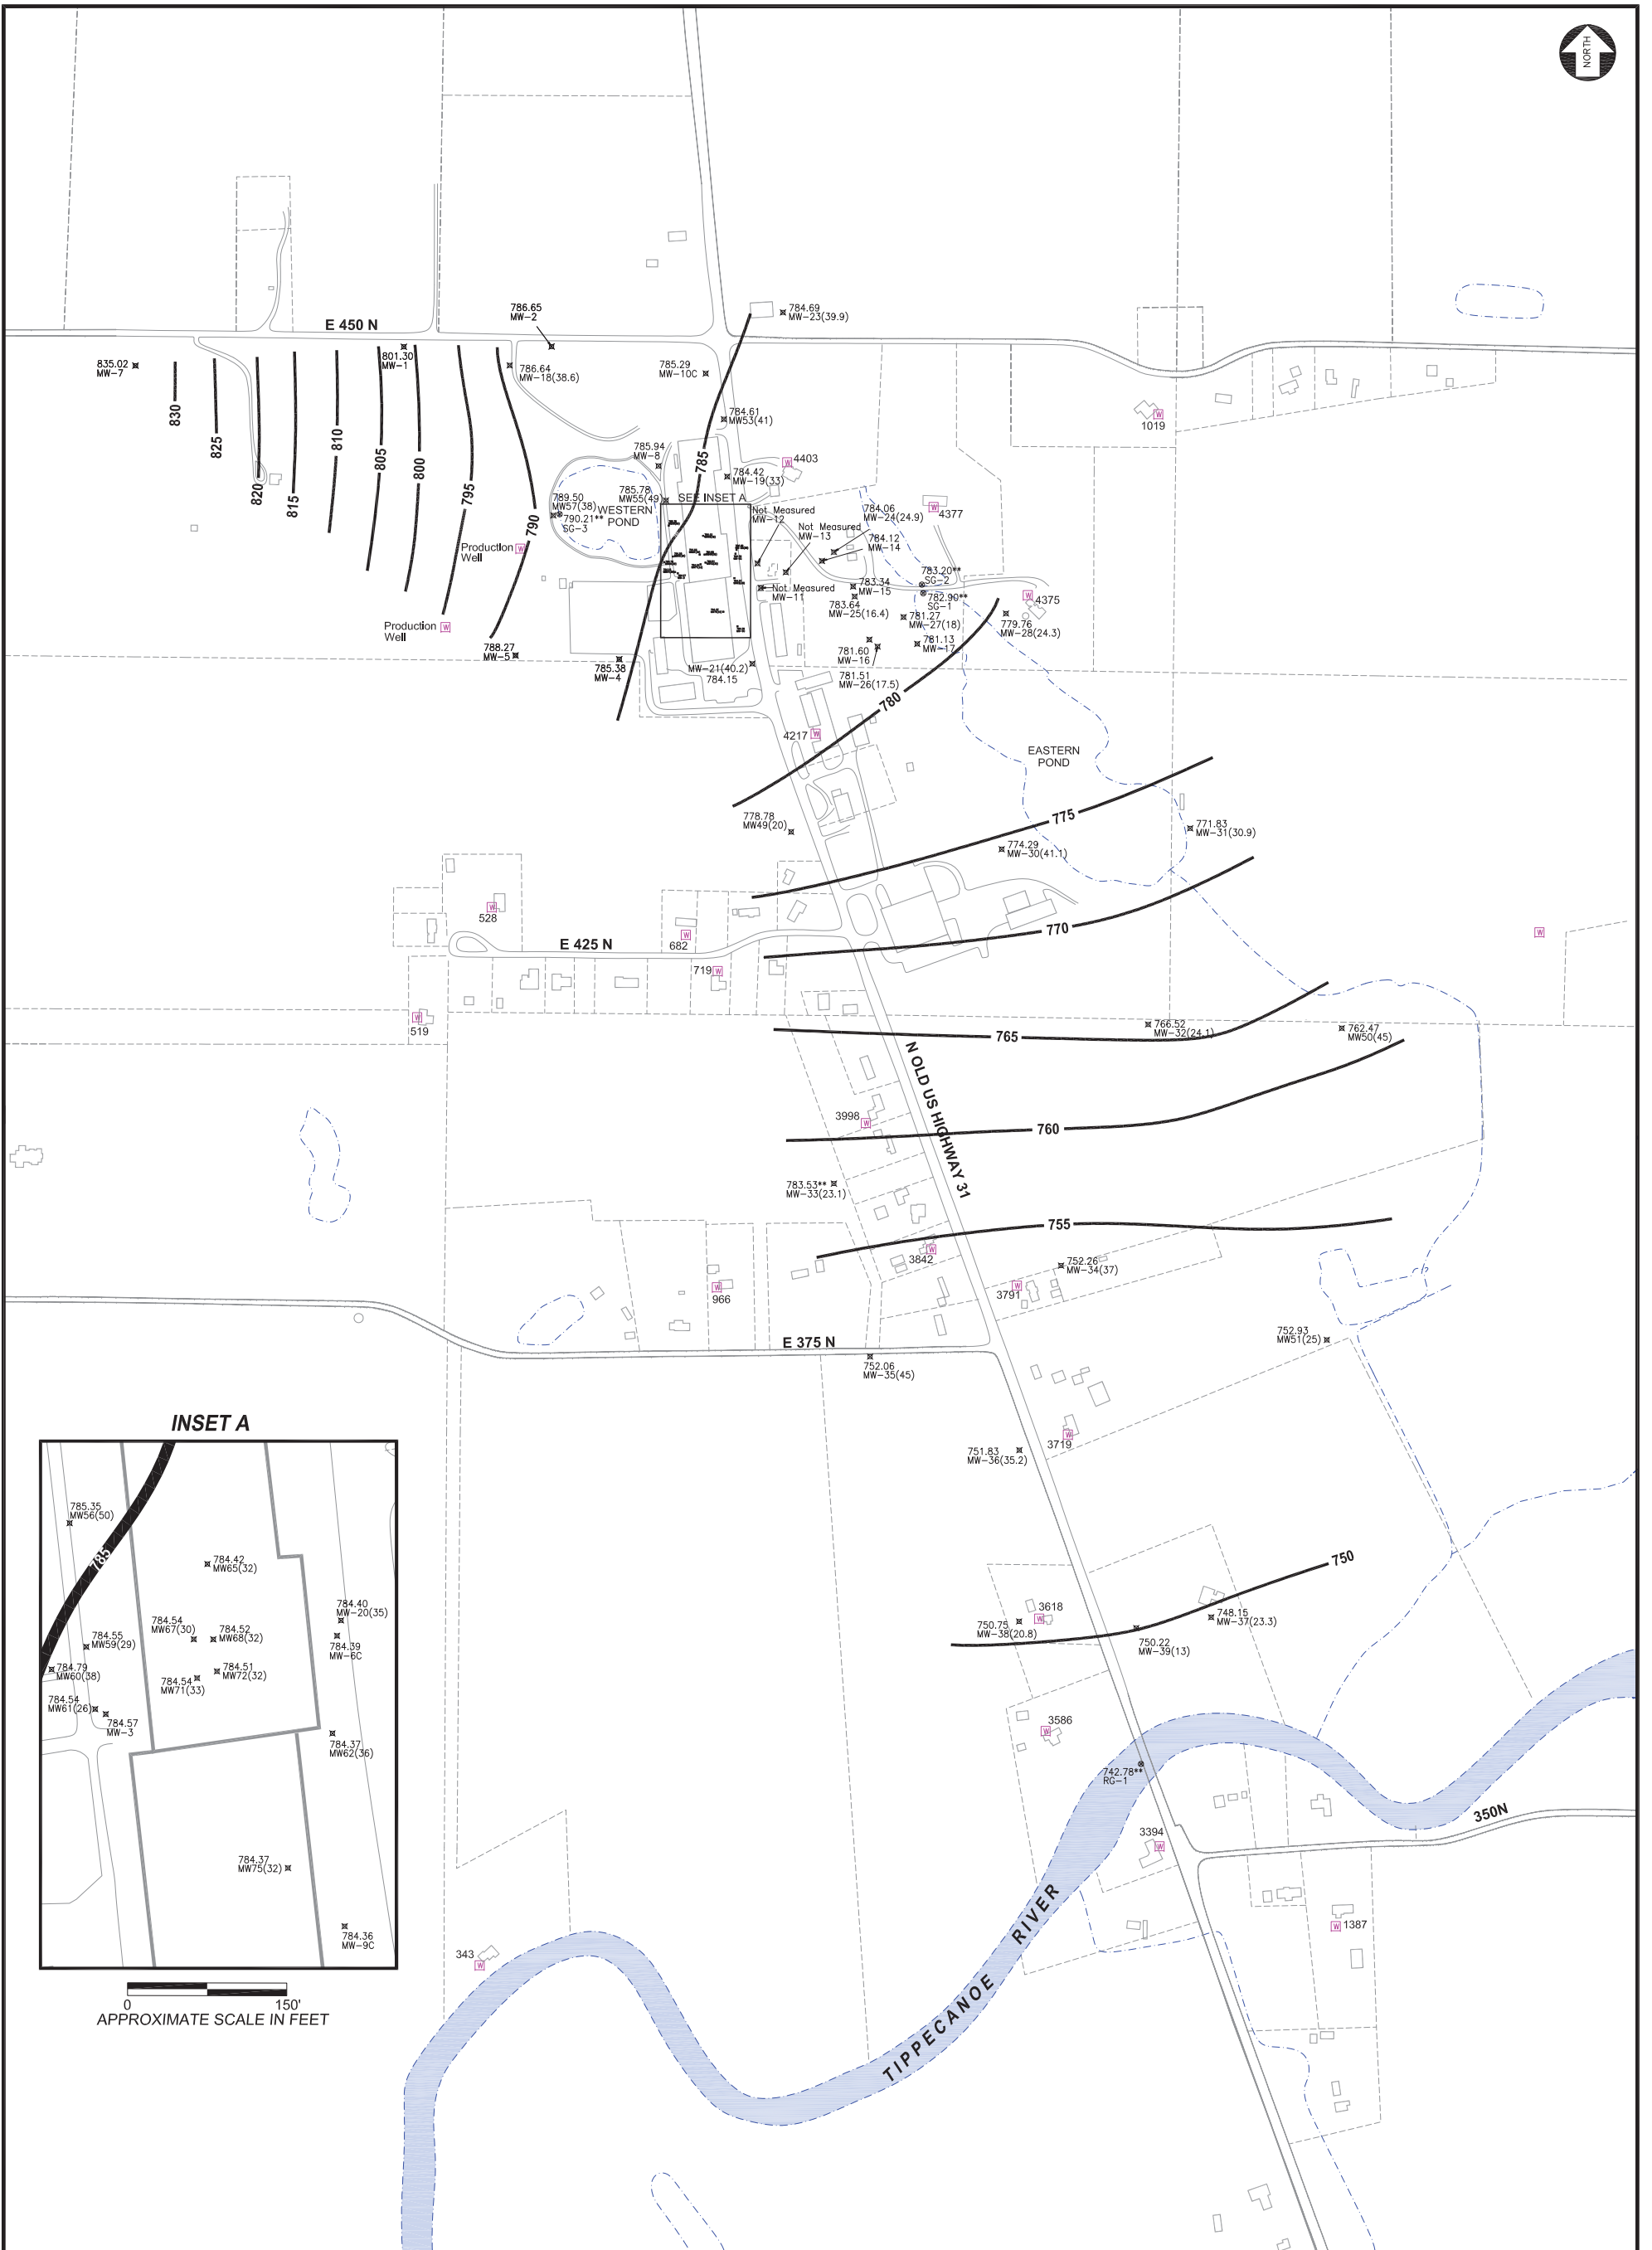 NORTH
E 450 N
786.65
MW-2
784.69
MW-23(39.9)
835.02
MW-7
801.30
MW-1
786.64
MW-18(38.6)
785.29
MW-10C
830
825
820
815
810
805
800
795
790
785
784.61
MW53(41)
785.94
MW-8
4403
784.42
MW-19(33)
1019
785.78
MW55(49)
SEE INSET A
789.50
MW57(38)
790.21**
SG-3
WESTERN
POND
Not Measured
MW-12
Not Measured
MW-13
784.06
MW-24(24.9)
784.12
MW-14
4377
Production
Well
783.20**
SG-2
783.34
MW-15
Not Measured
MW-11
783.64
MW-25(16.4)
782.90**
SG-1
4375
781.27
MW-27(18)
779.76
MW-28(24.3)
Production
Well
788.27
MW-5
785.38
MW-4
781.60
MW-16
781.13
MW-17
MW-21(40.2)
784.15
781.51
MW-26(17.5)
780
4217
EASTERN
POND
775
778.78
MW49(20)
771.83
MW-31(30.9)
774.29
MW-30(41.1)
528
682
E 425 N
770
719
519
766.52
MW-32(24.1)
762.47
MW50(45)
765
N OLD US HIGHWAY 31
3998
760
783.53**
MW-33(23.1)
755
3842
752.26
MW-34(37)
966
3791
E 375 N
752.93
MW51(25)
752.06
MW-35(45)
3719
751.83
MW-36(35.2)
750
3618
750.75
MW-38(20.8)
748.15
MW-37(23.3)
750.22
MW-39(13)
3586
742.78**
RG-1
350N
3394
1387
343
TIPPECANOE RIVER
INSET A
785.35
MW56(50)
785
784.42
MW65(32)
784.40
MW-20(35)
784.54
MW67(30)
784.52
MW68(32)
784.55
MW59(29)
784.39
MW-6C
784.79
MW60(38)
784.51
MW72(32)
784.54
MW71(33)
784.54
MW61(26)
784.57
MW-3
784.37
MW62(36)
784.37
MW75(32)
784.36
MW-9C
0 150'
APPROXIMATE SCALE IN FEET